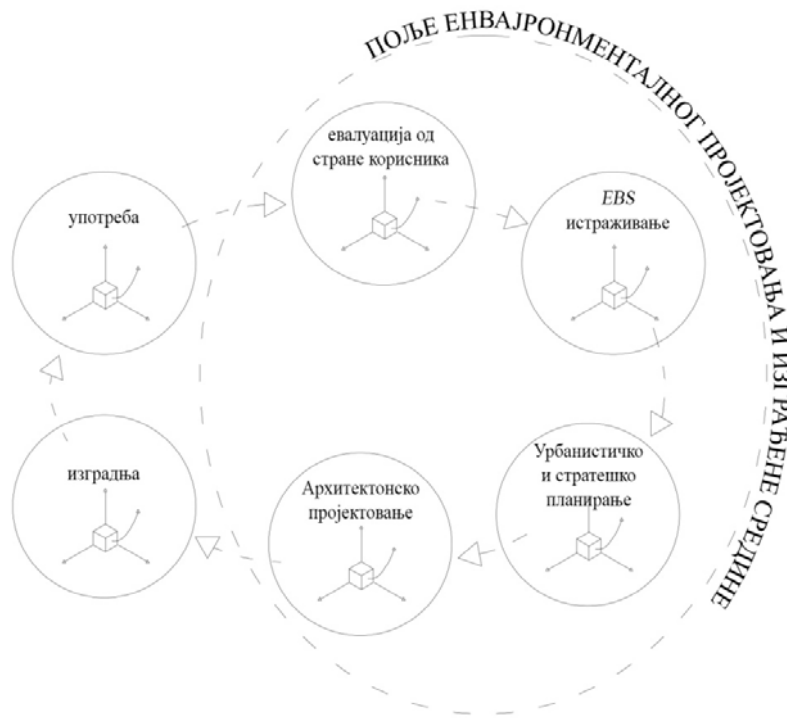 ПОЉЕ ЕНВАЈРОНМЕНТАЛНОГ ПРОЈЕКТОВАЊА И ИЗГРАЂЕНЕ СРЕДИНЕ
евалуација од
стране корисника
употреба
EBS
истраживање
Урбанистичко
и стратешко
планирање
Архитектонско
пројектовање
изградња